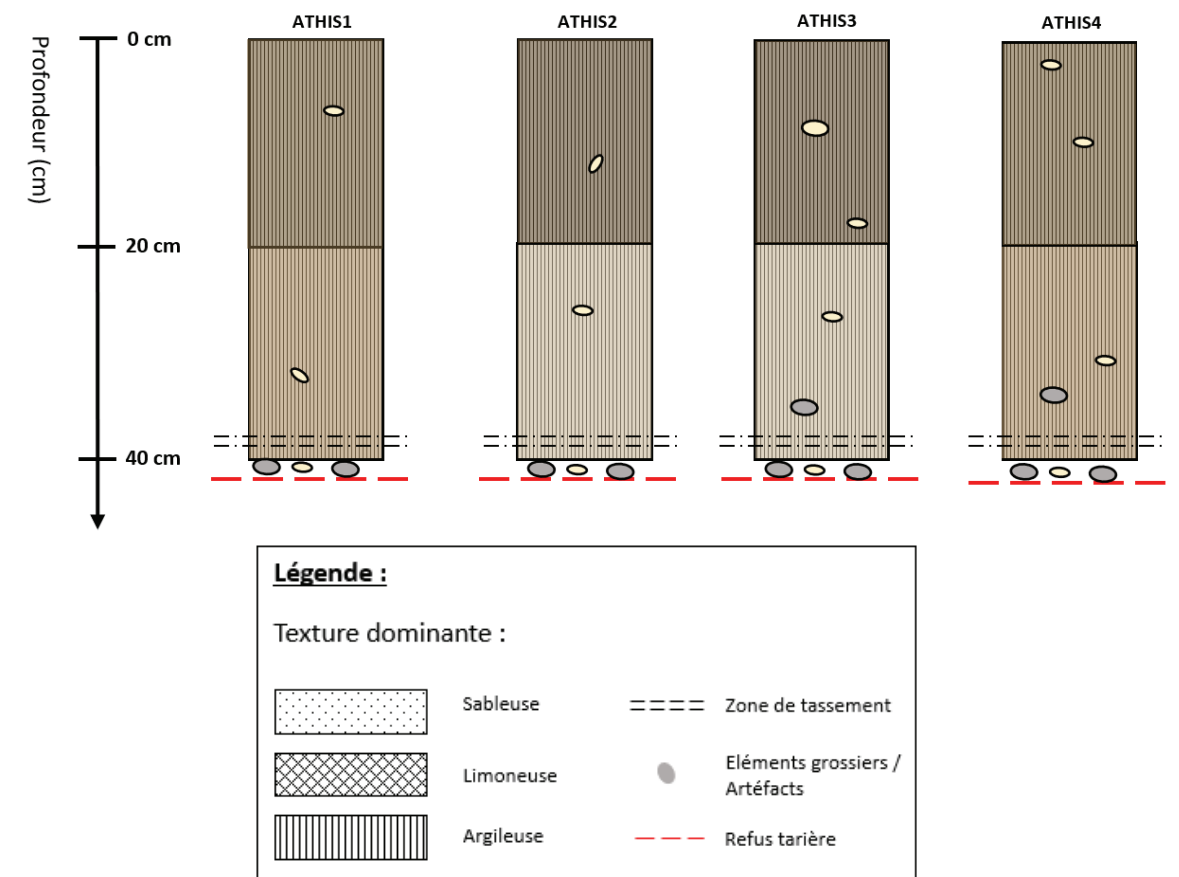 ATHIS1
ATHIS2
ATHIS3
ATHIS4
Profondeur (cm)
0 cm
20 cm
40 cm
Légende :
Texture dominante :
Sableuse
Zone de tassement
Limoneuse
Eléments grossiers /
Artéfacts
Argileuse
Refus tarière